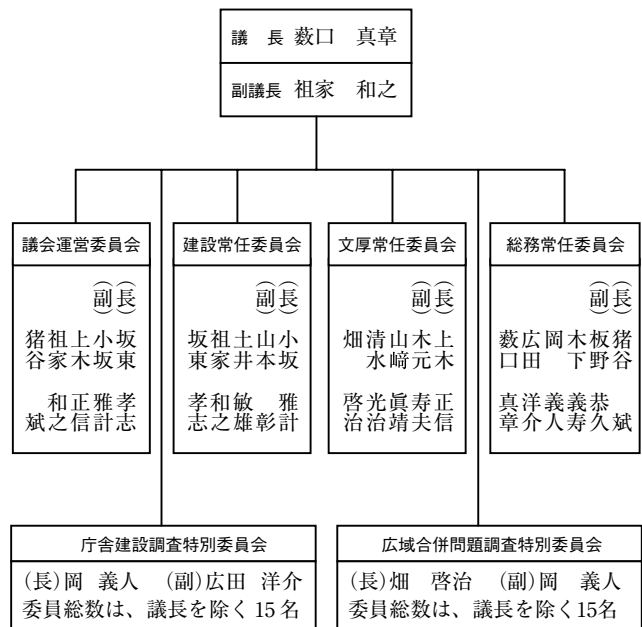 議　長 藪口　真章
副議長 祖家　和之
議会運営委員会
(長)坂東　孝志
(副)小坂　雅計
上木　正信
祖家　和之
猪谷　斌
建設常任委員会
(長)小坂　雅計
(副)山本　彰
土井　敏雄
祖家　和之
坂東　孝志
文厚常任委員会
(長)上木　正信
(副)木元　寿夫
山﨑　眞靖
清水　光治
畑　啓治
総務常任委員会
(長)猪谷　斌
(副)板野　恭久
木下　義寿
岡　義人
広田　洋介
藪口　真章
庁舎建設調査特別委員会
(長)岡　義人　(副)広田　洋介
委員総数は、議長を除く15名
広域合併問題調査特別委員会
(長)畑　啓治　(副)岡　義人
委員総数は、議長を除く15名